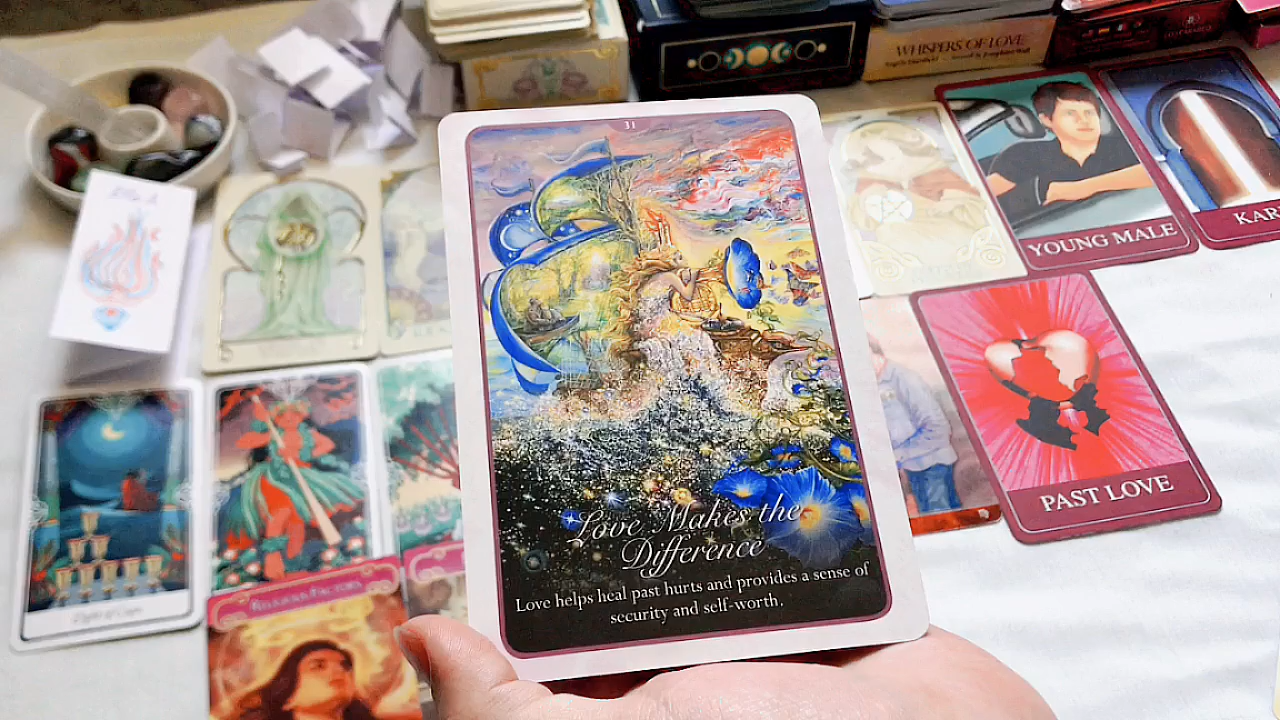 WHISPERS OF LOVE
31
YOUNG MALE
KAR
PAST LOVE
Love Makes the
Difference
Love helps heal past hurts and provides a sense of
security and self-worth.